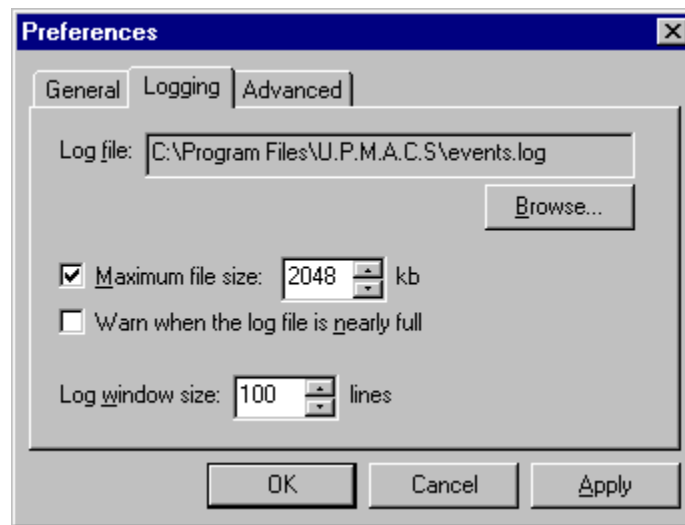 Preferences
General Logging Advanced
Log file: C:\Program Files\U.P.M.A.C.S\events.log
Browse...
Maximum file size: 2048 kb
Warn when the log file is nearly full
Log window size: 100 lines
OK Cancel Apply